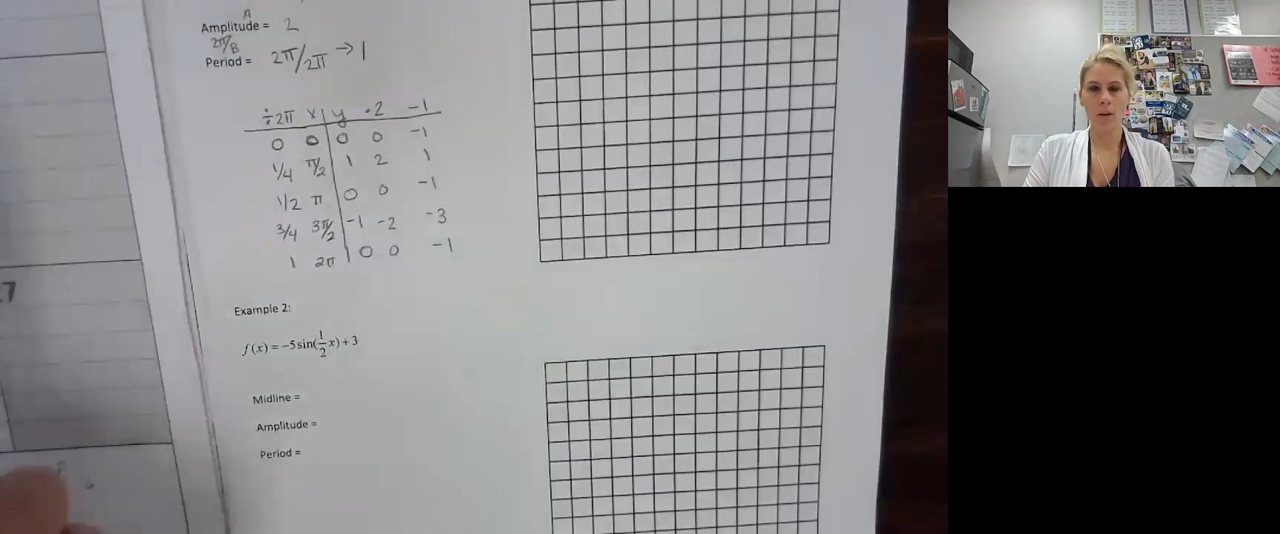 A
Amplitude = 2
2π/B
Period = 2π/2π → 1
÷2π x y ·2 -1
0 0 0 0 -1
1/4 π/2 1 2 1
1/2 π 0 0 -1
3/4 3π/2 -1 -2 -3
1 2π 0 0 -1
Example 2:
f(x) = -5sin(1/2 x) + 3
Midline =
Amplitude =
Period =
7